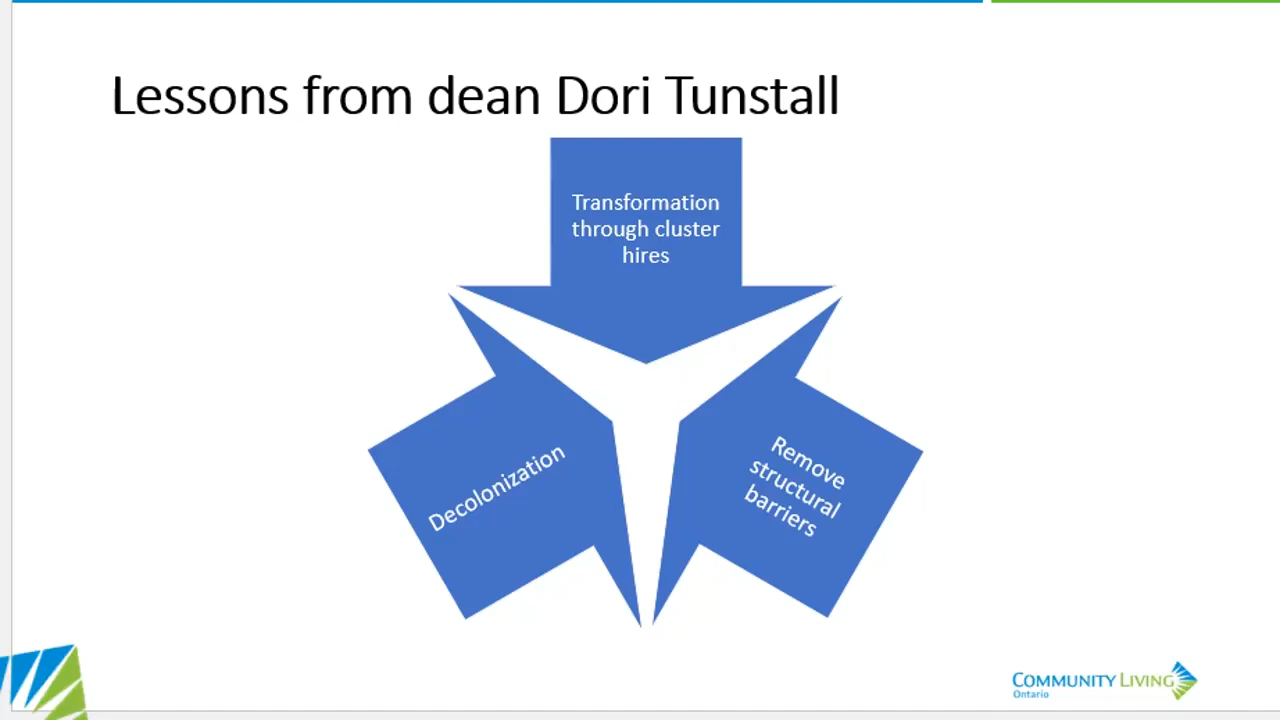 Lessons from dean Dori Tunstall
Transformation
through cluster
hires
Decolonization
Remove
structural
barriers
COMMUNITY LIVING
Ontario